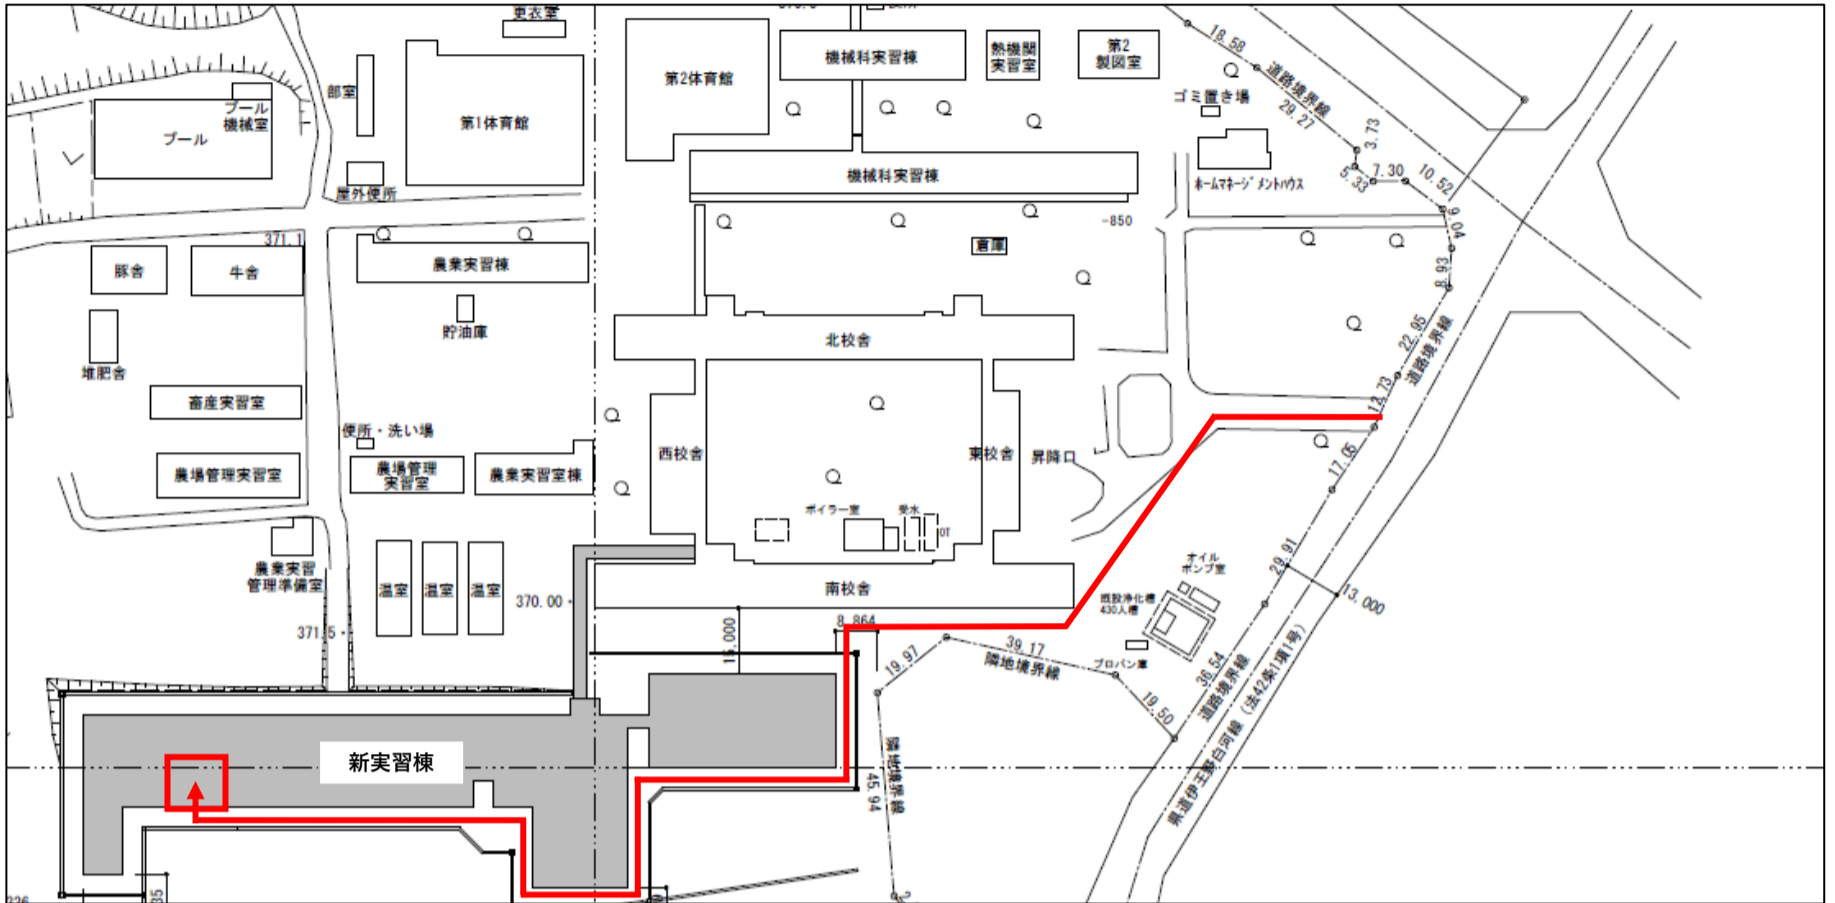 更衣室
第2体育館
機械科実習棟
熱機関
実習室
第2
製図室
18.58
道路境界線
29.27
ゴミ置き場
3.73
5.33
7.30
10.52
9.04
8.93
22.95
道路境界線
12.73
17.05
部室
第1体育館
プール
機械室
プール
屋外便所
機械科実習棟
ホームマネージメントハウス
-850
371.1
豚舎
牛舎
農業実習棟
倉庫
貯油庫
堆肥舎
北校舎
畜産実習室
便所・洗い場
農場管理実習室
農場管理
実習室
農業実習室棟
西校舎
東校舎
昇降口
ボイラー室
受水
OT
農業実習
管理準備室
温室
温室
温室
370.00
371.5
南校舎
オイル
ポンプ室
既設浄化槽
430人槽
プロパン庫
29.91
13.000
15.000
8.864
19.97
39.17
隣地境界線
19.50
36.54
道路境界線
県道伊王野白河線(法42条1項1号)
隣地境界線
45.94
新実習棟